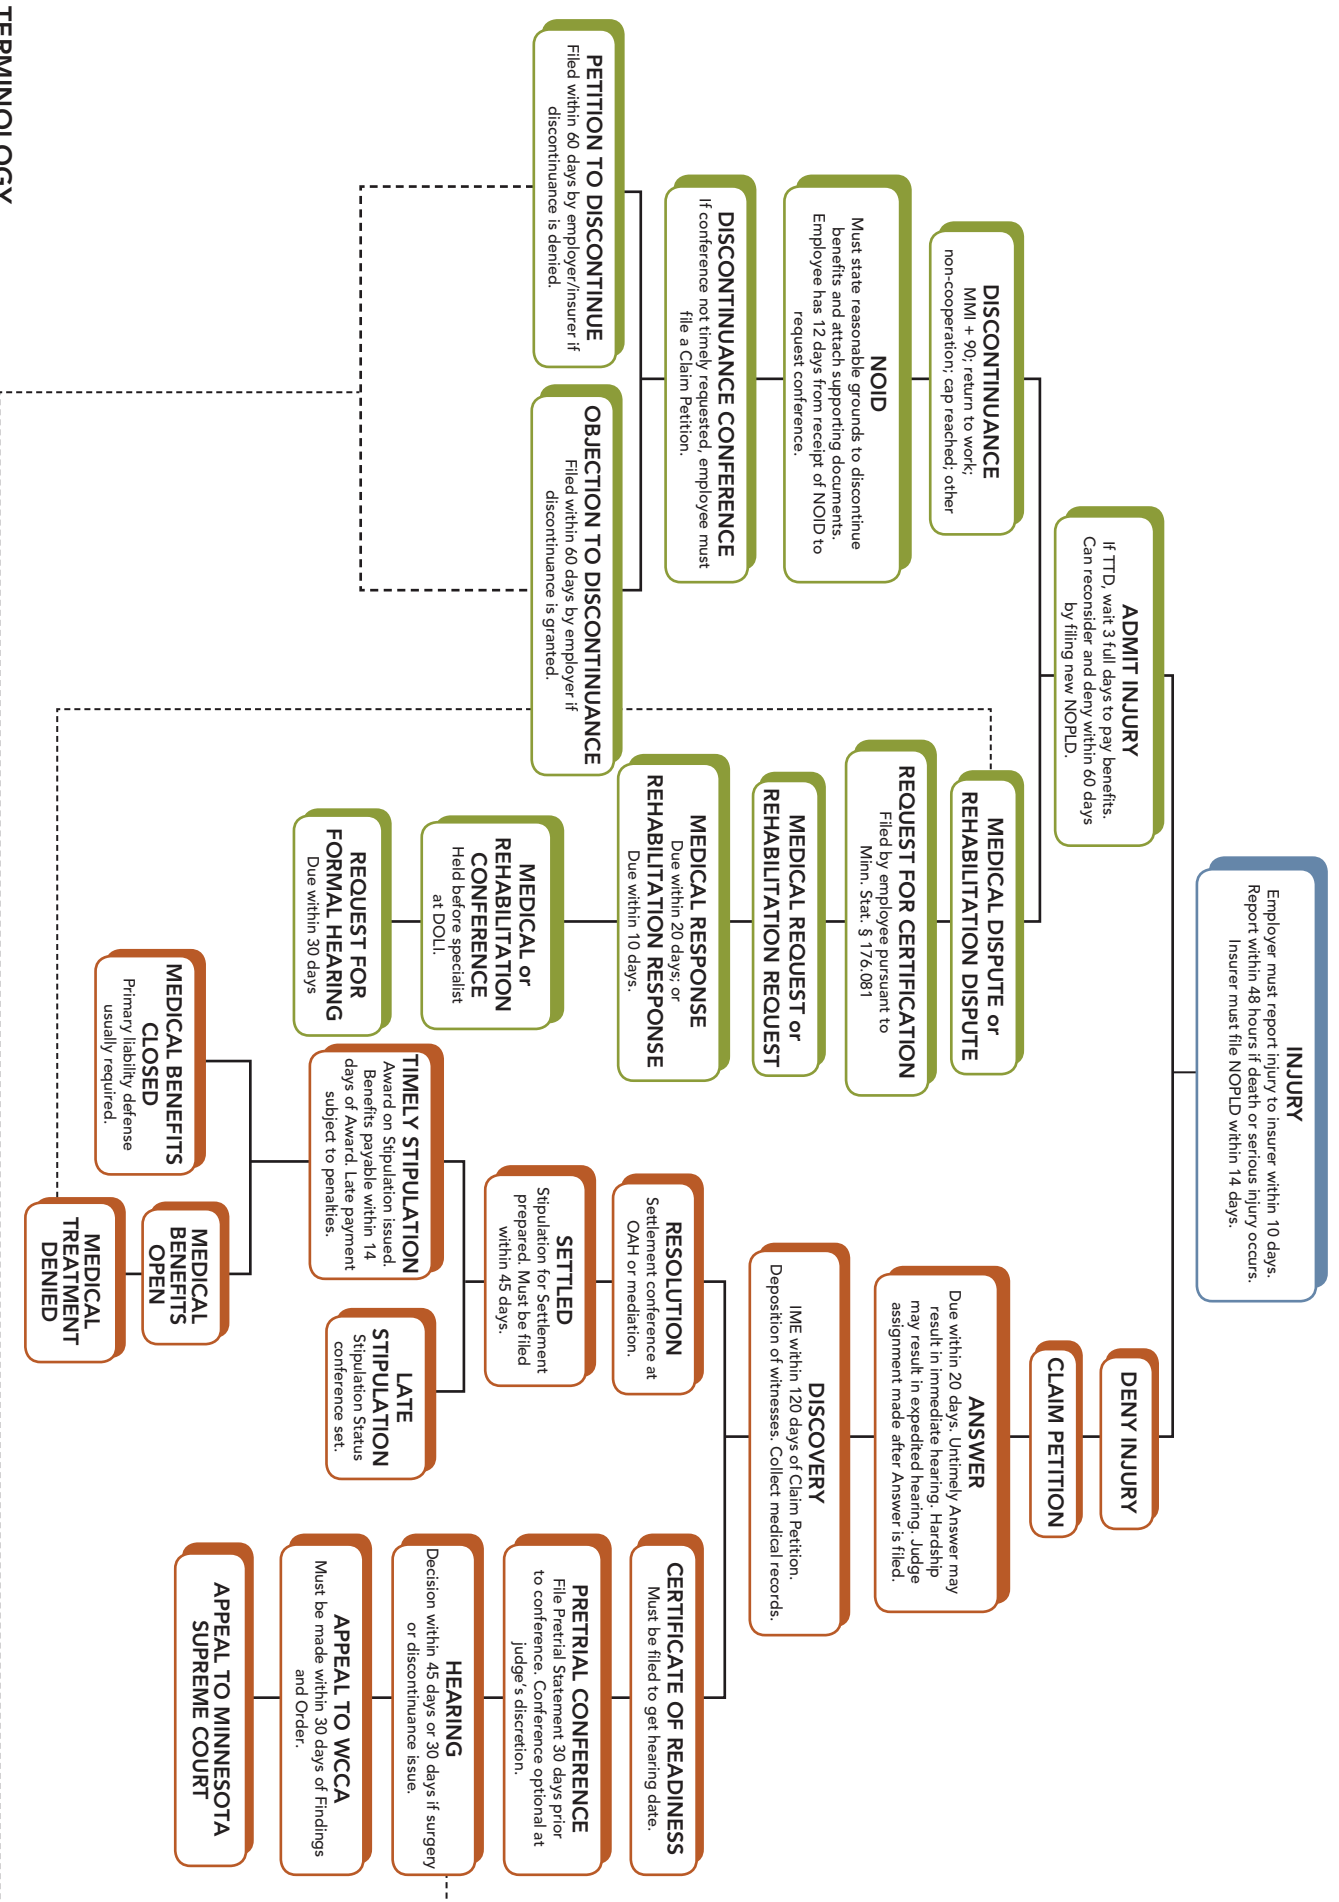 INJURY
Employer must report injury to insurer within 10 days.
Report within 48 hours if death or serious injury occurs.
Insurer must file NOPLD within 14 days.
ADMIT INJURY
If TTD, wait 3 full days to pay benefits.
Can reconsider and deny within 60 days
by filing new NOPLD.
DISCONTINUANCE
MMI + 90; return to work;
non-cooperation; cap reached; other
NOID
Must state reasonable grounds to discontinue
benefits and attach supporting documents.
Employee has 12 days from receipt of NOID to
request conference.
DISCONTINUANCE CONFERENCE
If conference not timely requested, employee must
file a Claim Petition.
PETITION TO DISCONTINUE
Filed within 60 days by employer/insurer if
discontinuance is denied.
OBJECTION TO DISCONTINUANCE
Filed within 60 days by employer if
discontinuance is granted.
MEDICAL DISPUTE or
REHABILITATION DISPUTE
REQUEST FOR CERTIFICATION
Filed by employee pursuant to
Minn. Stat. § 176.081
MEDICAL REQUEST or
REHABILITATION REQUEST
MEDICAL RESPONSE
Due within 20 days; or
REHABILITATION RESPONSE
Due within 10 days.
MEDICAL or
REHABILITATION
CONFERENCE
Held before specialist
at DOLI.
REQUEST FOR
FORMAL HEARING
Due within 30 days
DENY INJURY
CLAIM PETITION
ANSWER
Due within 20 days. Untimely Answer may
result in immediate hearing. Hardship
may result in expedited hearing. Judge
assignment made after Answer is filed.
DISCOVERY
IME within 120 days of Claim Petition.
Deposition of witnesses. Collect medical records.
RESOLUTION
Settlement conference at
OAH or mediation.
SETTLED
Stipulation for Settlement
prepared. Must be filed
within 45 days.
TIMELY STIPULATION
Award on Stipulation issued.
Benefits payable within 14
days of Award. Late payment
subject to penalties.
LATE
STIPULATION
Stipulation Status
conference set.
MEDICAL BENEFITS
CLOSED
Primary liability defense
usually required.
MEDICAL
BENEFITS
OPEN
MEDICAL
TREATMENT
DENIED
CERTIFICATE OF READINESS
Must be filed to get hearing date.
PRETRIAL CONFERENCE
File Pretrial Statement 30 days prior
to conference. Conference optional at
judge's discretion.
HEARING
Decision within 45 days or 30 days if surgery
or discontinuance issue.
APPEAL TO WCCA
Must be made within 30 days of Findings
and Order.
APPEAL TO MINNESOTA
SUPREME COURT
TERMINOLOGY